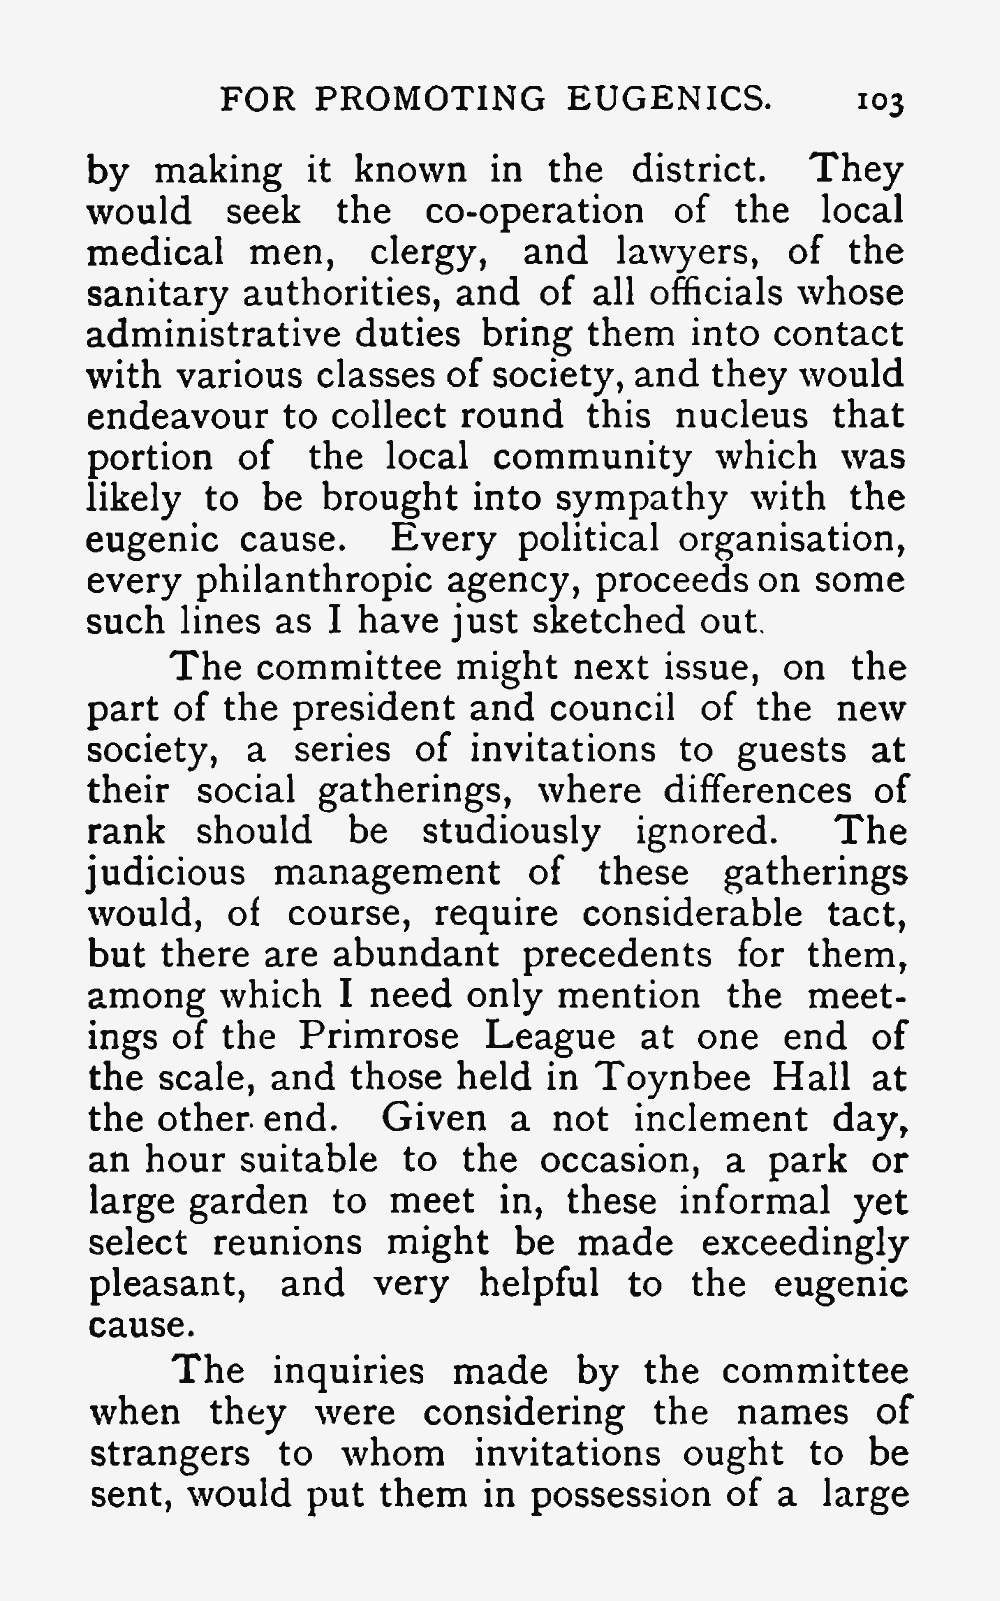 FOR PROMOTING EUGENICS. 103
by making it known in the district. They
would seek the co-operation of the local
medical men, clergy, and lawyers, of the
sanitary authorities, and of all officials whose
administrative duties bring them into contact
with various classes of society, and they would
endeavour to collect round this nucleus that
portion of the local community which was
likely to be brought into sympathy with the
eugenic cause. Every political organisation,
every philanthropic agency, proceeds on some
such lines as I have just sketched out.
The committee might next issue, on the
part of the president and council of the new
society, a series of invitations to guests at
their social gatherings, where differences of
rank should be studiously ignored. The
judicious management of these gatherings
would, of course, require considerable tact,
but there are abundant precedents for them,
among which I need only mention the meet-
ings of the Primrose League at one end of
the scale, and those held in Toynbee Hall at
the other end. Given a not inclement day,
an hour suitable to the occasion, a park or
large garden to meet in, these informal yet
select reunions might be made exceedingly
pleasant, and very helpful to the eugenic
cause.
The inquiries made by the committee
when they were considering the names of
strangers to whom invitations ought to be
sent, would put them in possession of a large